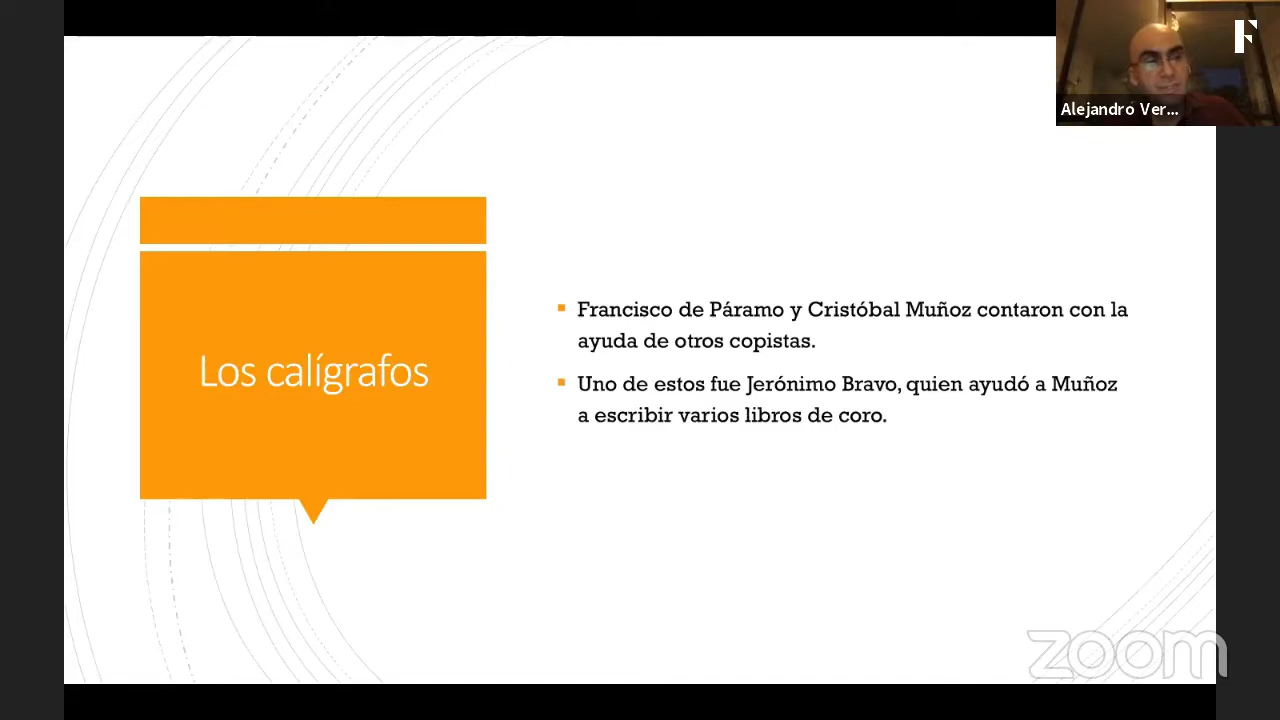 Alejandro Ver...
Los calígrafos
Francisco de Páramo y Cristóbal Muñoz contaron con la
ayuda de otros copistas.
Uno de estos fue Jerónimo Bravo, quien ayudó a Muñoz
a escribir varios libros de coro.
zoom